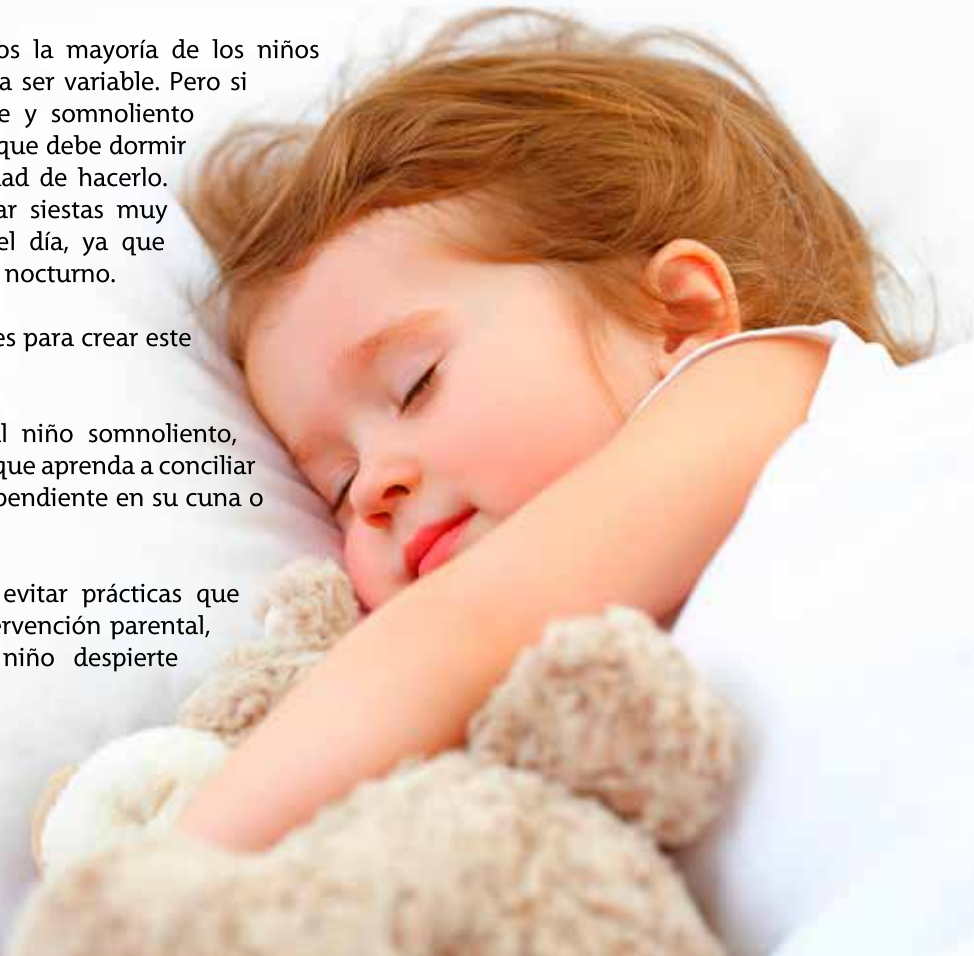 os la mayoría de los niños
a ser variable. Pero si
e y somnoliento
que debe dormir
ad de hacerlo.
ar siestas muy
el día, ya que
nocturno.
es para crear este
l niño somnoliento,
que aprenda a conciliar
pendiente en su cuna o
evitar prácticas que
ervención parental,
niño despierte